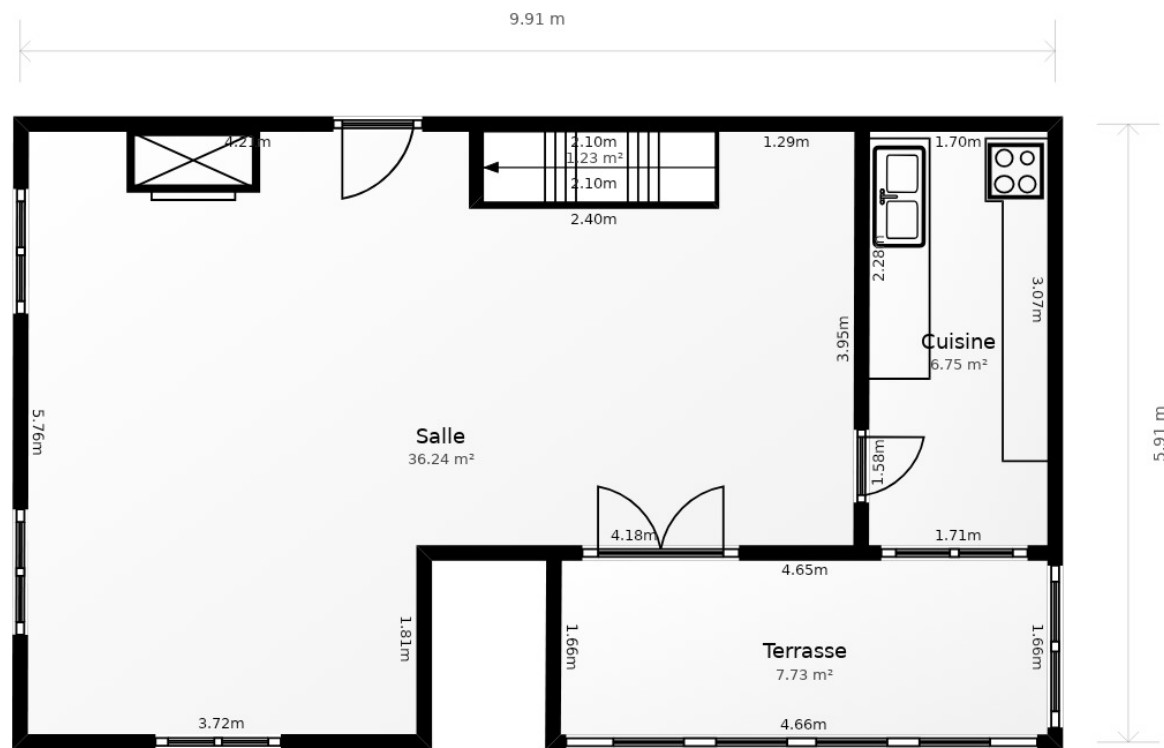 9.91 m
4.21m
2.10m
1.23 m²
2.10m
2.40m
1.29m
1.70m
2.28m
3.07m
3.95m
Cuisine
6.75 m²
5.76m
Salle
36.24 m²
1.58m
5.91 m
4.18m
1.71m
4.65m
1.81m
1.66m
Terrasse
7.73 m²
1.66m
3.72m
4.66m